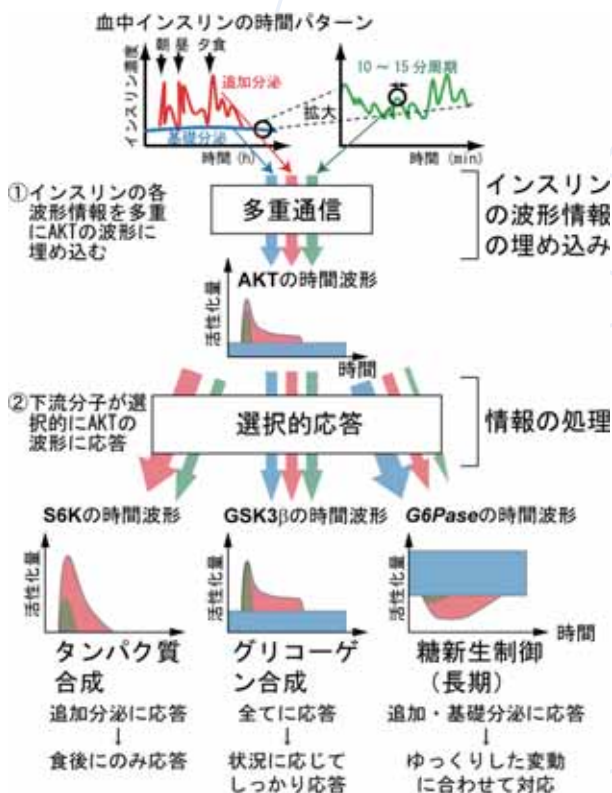 血中インスリンの時間パターン
朝 昼 夕食
インスリン濃度
追加分泌
基礎分泌
時間 (h)
拡大
10～15分周期
時間 (min)
①インスリンの各
波形情報を多重
にAKTの波形に
埋め込む
多重通信
インスリン
の波形情報
の埋め込み
AKTの時間波形
活性化量
時間
②下流分子が選
択的にAKTの
波形に応答
選択的応答
情報の処理
S6Kの時間波形
活性化量
タンパク質
合成
追加分泌に応答
↓
食後にのみ応答
GSK3βの時間波形
活性化量
グリコーゲ
ン合成
全てに応答
↓
状況に応じて
しっかり応答
G6Paseの時間波形
活性化量
時間
糖新生制御
(長期)
追加・基礎分泌に応答
↓
ゆっくりした変動
に合わせて対応